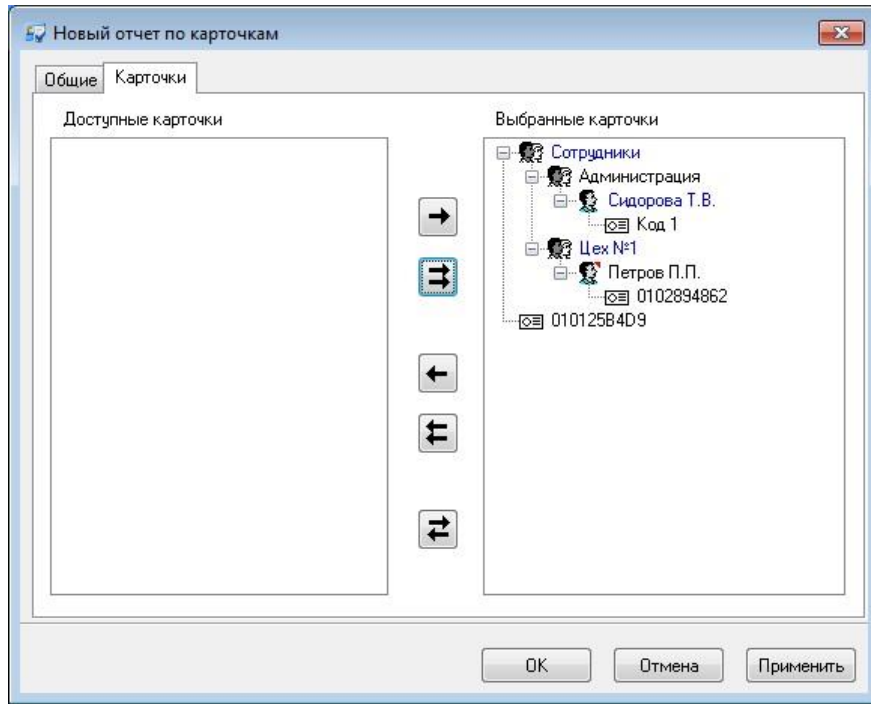 Новый отчет по карточкам
Общие
Карточки
Доступные карточки
Выбранные карточки
Сотрудники
Администрация
Сидорова Т.В.
Код 1
Цех №1
Петров П.П.
0102894862
010125B4D9
OK
Отмена
Применить